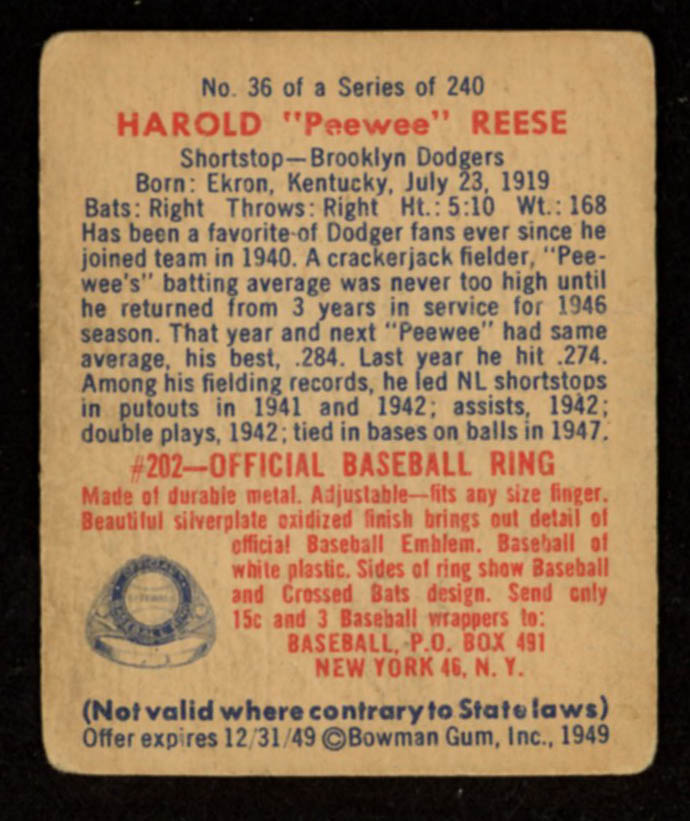 No. 36 of a Series of 240
HAROLD "Peewee" REESE
Shortstop—Brooklyn Dodgers
Born: Ekron, Kentucky, July 23, 1919
Bats: Right Throws: Right Ht.: 5:10 Wt.: 168
Has been a favorite of Dodger fans ever since he
joined team in 1940. A crackerjack fielder, "Pee-
wee's" batting average was never too high until
he returned from 3 years in service for 1946
season. That year and next "Peewee" had same
average, his best, .284. Last year he hit .274.
Among his fielding records, he led NL shortstops
in putouts in 1941 and 1942; assists, 1942;
double plays, 1942; tied in bases on balls in 1947.
#202—OFFICIAL BASEBALL RING
Made of durable metal. Adjustable—fits any size finger.
Beautiful silverplate oxidized finish brings out detail of
official Baseball Emblem. Baseball of
white plastic. Sides of ring show Baseball
and Crossed Bats design. Send only
15c and 3 Baseball wrappers to:
BASEBALL, P.O. BOX 491
NEW YORK 46, N. Y.
OFFICIAL
BASEBALL RING
(Not valid where contrary to State laws)
Offer expires 12/31/49 ©Bowman Gum, Inc., 1949